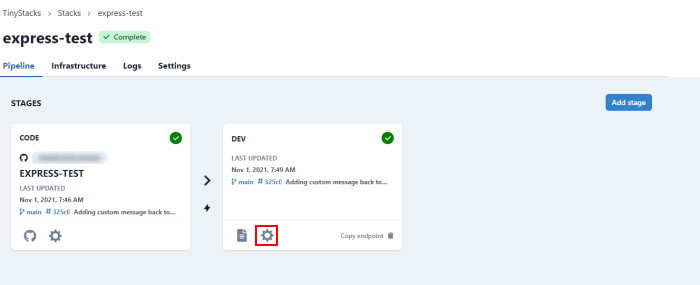 TinyStacks > Stacks > express-test
express-test Complete
Pipeline Infrastructure Logs Settings
STAGES
Add stage
CODE
EXPRESS-TEST
LAST UPDATED
Nov 1, 2021, 7:46 AM
main # 325c0 Adding custom message back to...
DEV
LAST UPDATED
Nov 1, 2021, 7:49 AM
main # 325c0 Adding custom message back to...
Copy endpoint